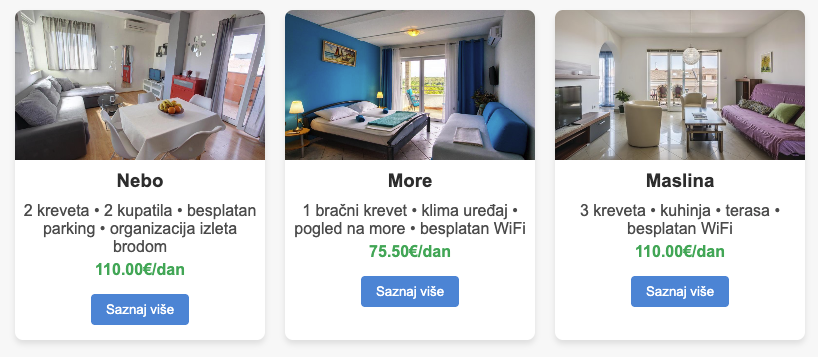 Nebo
2 kreveta • 2 kupatila • besplatan
parking • organizacija izleta
brodom
110.00€/dan
Saznaj više
More
1 bračni krevet • klima uređaj •
pogled na more • besplatan WiFi
75.50€/dan
Saznaj više
Maslina
3 kreveta • kuhinja • terasa •
besplatan WiFi
110.00€/dan
Saznaj više